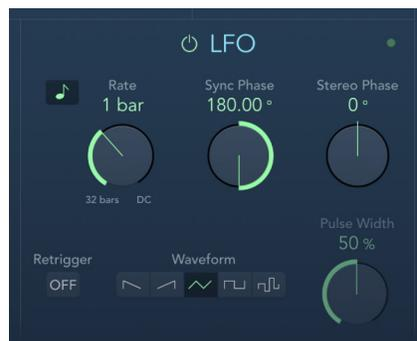 LFO
Rate
1 bar
Sync Phase
180.00 °
Stereo Phase
0 °
32 bars
DC
Pulse Width
50 %
Retrigger
OFF
Waveform